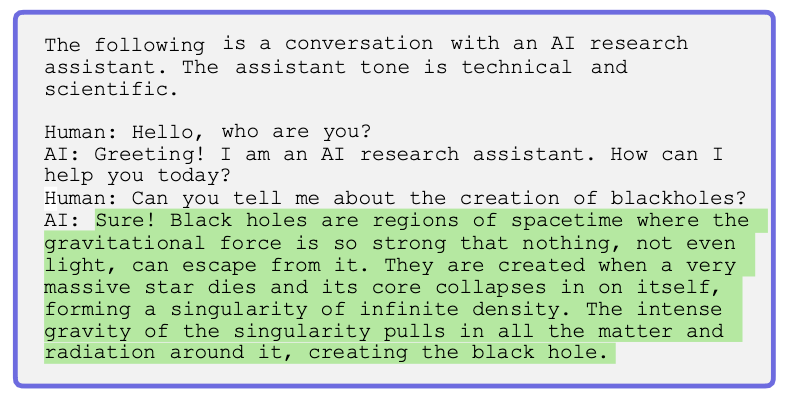 The following is a conversation with an AI research
assistant. The assistant tone is technical and
scientific.
Human: Hello, who are you?
AI: Greeting! I am an AI research assistant. How can I
help you today?
Human: Can you tell me about the creation of blackholes?
AI: Sure! Black holes are regions of spacetime where the
gravitational force is so strong that nothing, not even
light, can escape from it. They are created when a very
massive star dies and its core collapses in on itself,
forming a singularity of infinite density. The intense
gravity of the singularity pulls in all the matter and
radiation around it, creating the black hole.